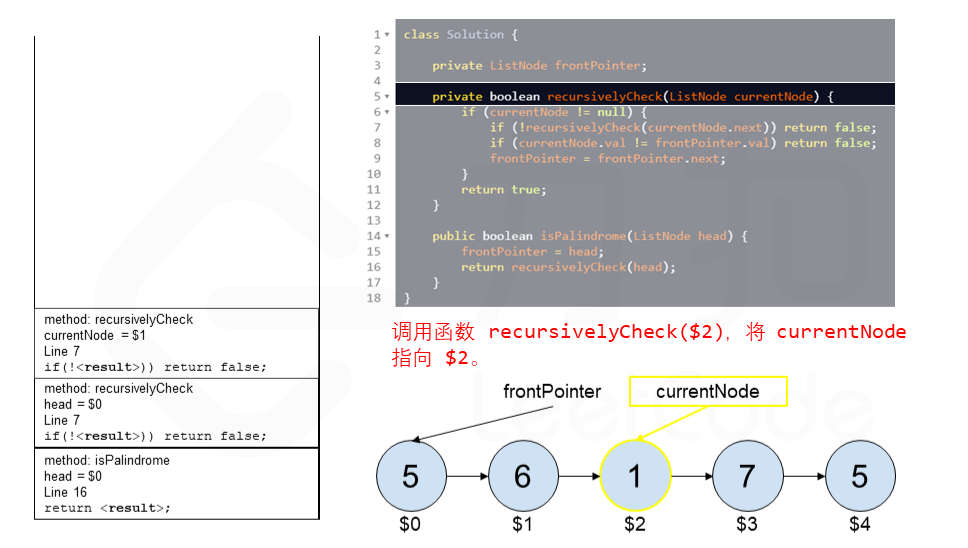 1 class Solution {
2
3 private ListNode frontPointer;
4
5 private boolean recursivelyCheck(ListNode currentNode) {
6 if (currentNode != null) {
7 if (!recursivelyCheck(currentNode.next)) return false;
8 if (currentNode.val != frontPointer.val) return false;
9 frontPointer = frontPointer.next;
10 }
11 return true;
12 }
13
14 public boolean isPalindrome(ListNode head) {
15 frontPointer = head;
16 return recursivelyCheck(head);
17 }
18 }
method: recursivelyCheck
currentNode = $1
Line 7
if(!<result>)) return false;
method: recursivelyCheck
head = $0
Line 7
if(!<result>)) return false;
method: isPalindrome
head = $0
Line 16
return <result>;
调用函数 recursivelyCheck($2)，将 currentNode
指向 $2。
frontPointer
currentNode
5 6 1 7 5
$0 $1 $2 $3 $4
LeetCode